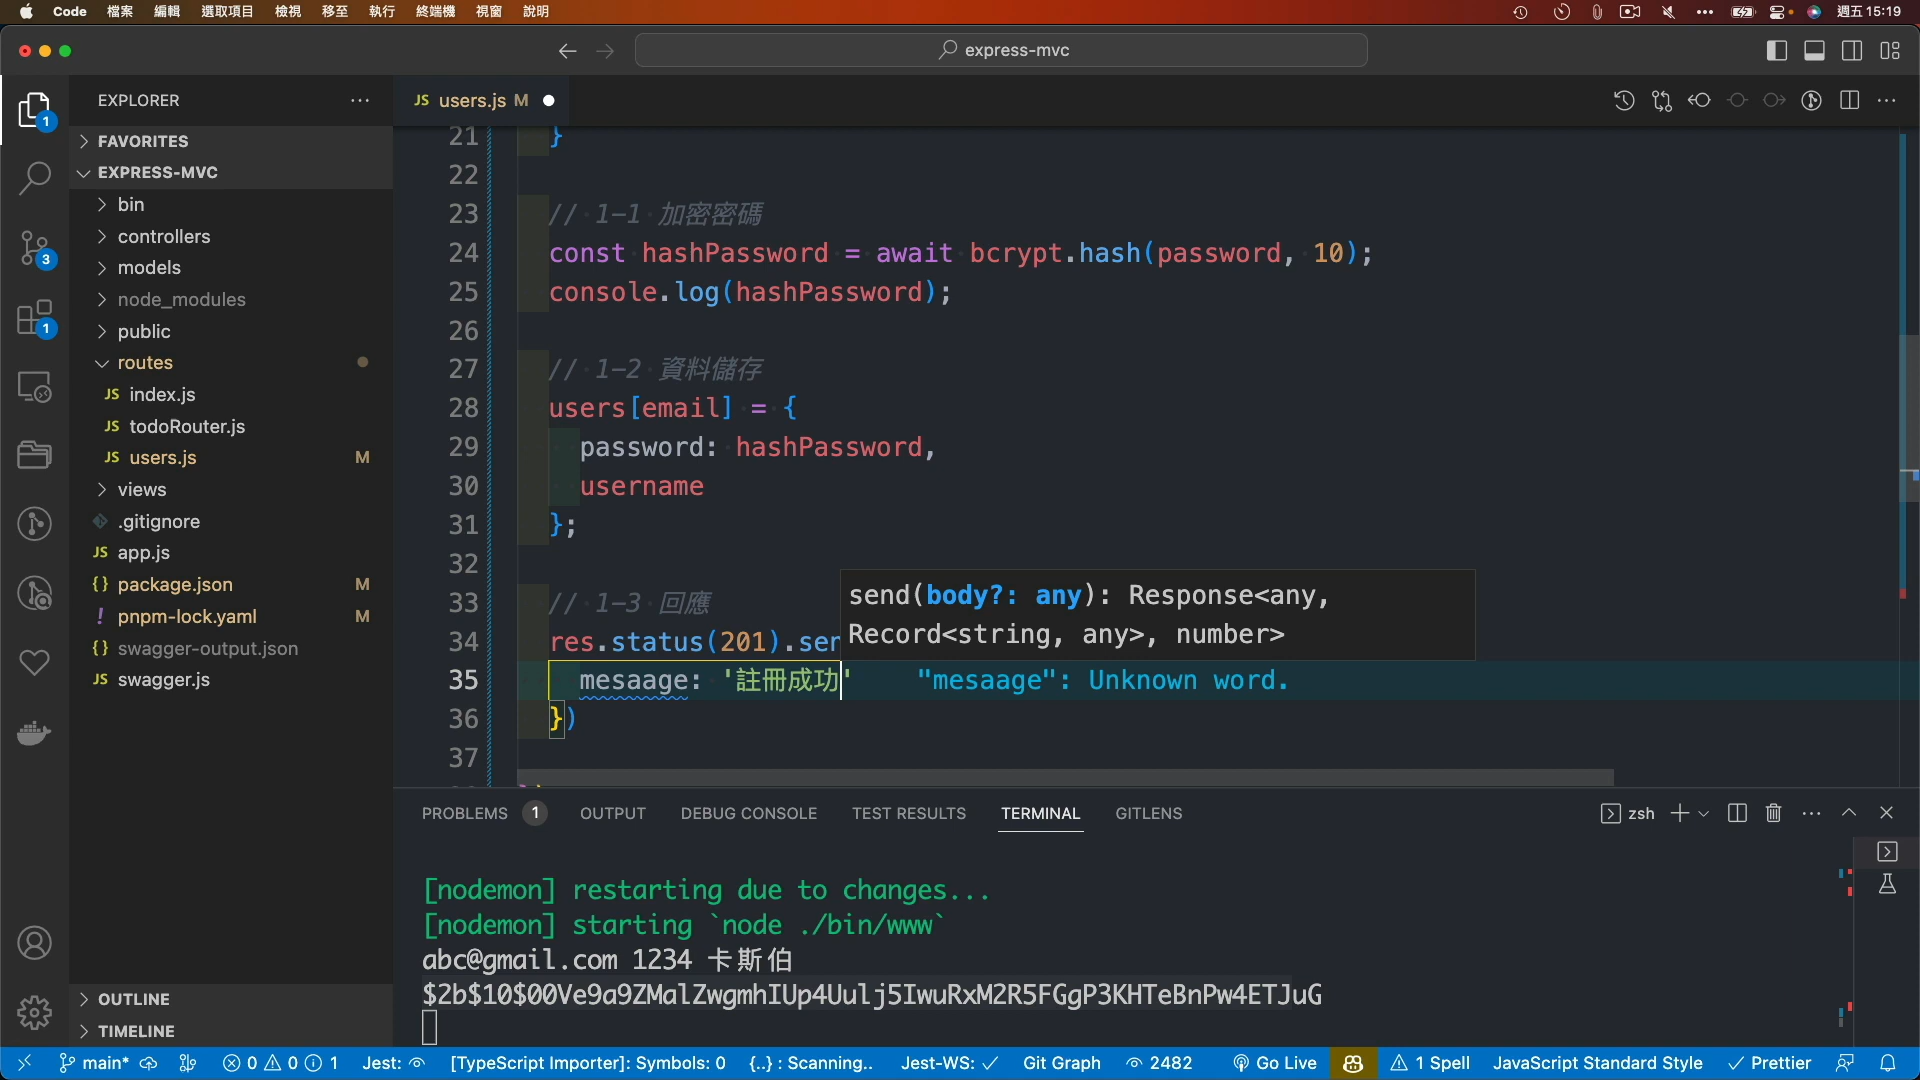 Code 檔案 編輯 選取項目 檢視 移至 執行 終端機 視窗 說明 週五 15:19
express-mvc
EXPLORER
FAVORITES
EXPRESS-MVC
bin
controllers
models
node_modules
public
routes
JS index.js
JS todoRouter.js
JS users.js M
views
.gitignore
JS app.js
{} package.json M
! pnpm-lock.yaml M
{} swagger-output.json
JS swagger.js
OUTLINE
TIMELINE
1
3
1
JS users.js M
21 }
22
23 // 1-1 加密密碼
24 const hashPassword = await bcrypt.hash(password, 10);
25 console.log(hashPassword);
26
27 // 1-2 資料儲存
28 users[email] = {
29 password: hashPassword,
30 username
31 };
32
33 // 1-3 回應
34 res.status(201).sen
send(body?: any): Response<any,
Record<string, any>, number>
35 mesaage: '註冊成功' "mesaage": Unknown word.
36 })
37
PROBLEMS 1 OUTPUT DEBUG CONSOLE TEST RESULTS TERMINAL GITLENS zsh
[nodemon] restarting due to changes...
[nodemon] starting `node ./bin/www`
abc@gmail.com 1234 卡斯伯
$2b$10$00Ve9a9ZMalZwgmhIUp4Uulj5IwuRxM2R5FGgP3KHTeBnPw4ETJuG
main* 0 0 1 Jest: [TypeScript Importer]: Symbols: 0 {..} : Scanning.. Jest-WS: Git Graph 2482 Go Live 1 Spell JavaScript Standard Style Prettier